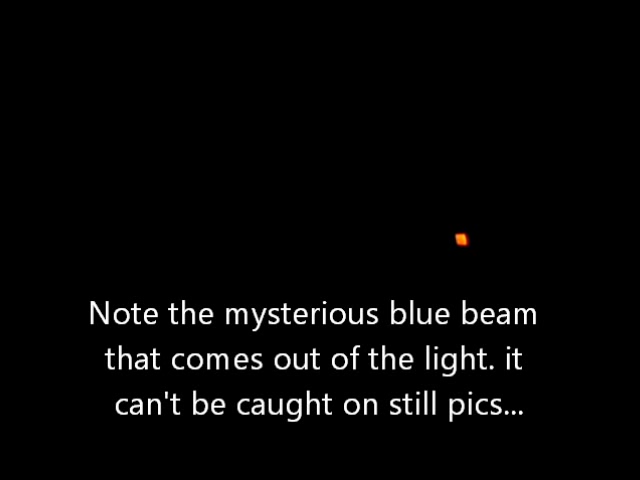 Note the mysterious blue beam
that comes out of the light. it
can't be caught on still pics...